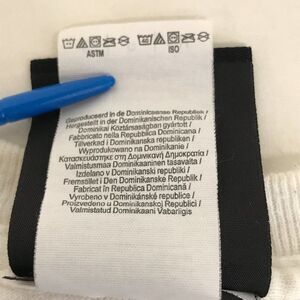 ASTM
ISO
Geproduceerd in de Dominicaanse Republiek /
Hergestellt in der Dominikanischen Republik /
Dominikai Köztársaságban gyártott /
Fabbricato nella Repubblica Dominicana /
Tillverkad i Dominikanska republiken /
Wyprodukowano na Dominikanie /
Κατασκευάστηκε στη Δομινικανή Δημοκρατία /
Valmistusmaa Dominikaaninen tasavalta /
Izdelano v Dominikanski republiki /
Fremstillet i Den Dominikanske Republik /
Fabricat în Republica Dominicană /
Vyrobeno v Dominikánské republice /
Proizvedeno u Dominikanskoj Republici /
Valmistatud Dominikaani Vabariigis